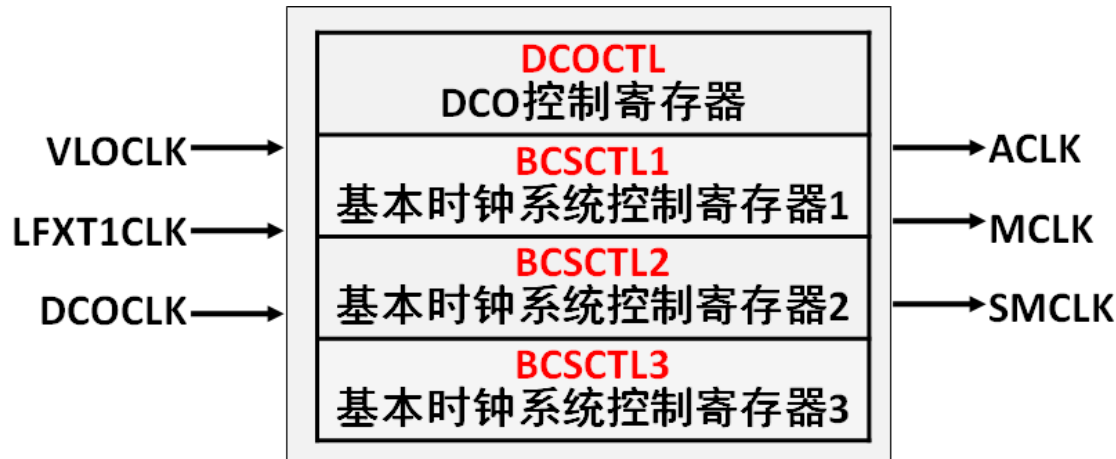 DCOCTL
DCO控制寄存器
VLOCLK
LFXT1CLK
DCOCLK
BCSCTL1
基本时钟系统控制寄存器1
BCSCTL2
基本时钟系统控制寄存器2
BCSCTL3
基本时钟系统控制寄存器3
ACLK
MCLK
SMCLK